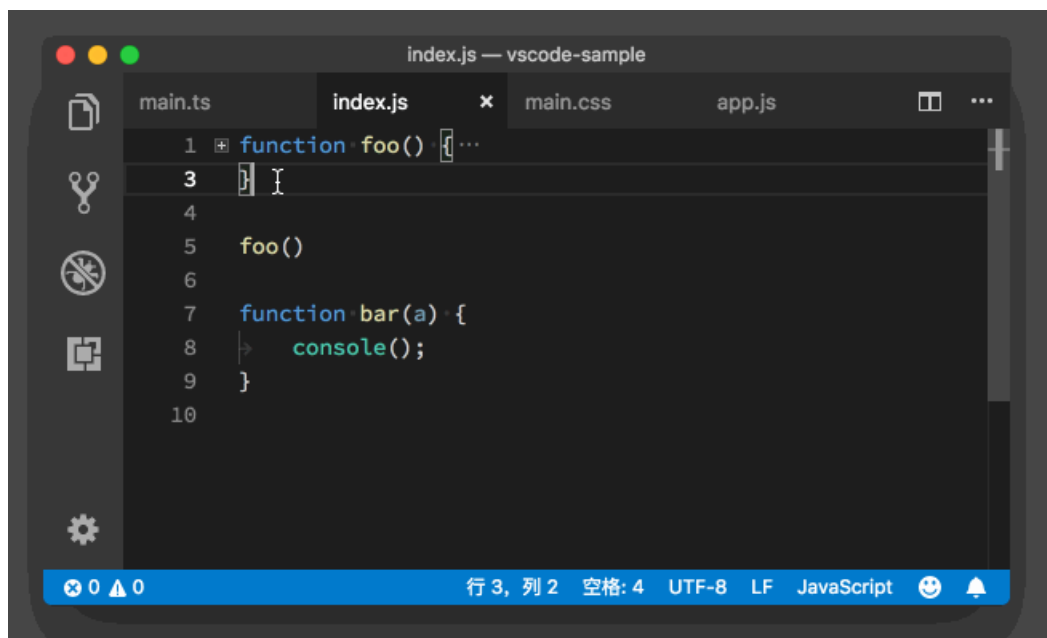 index.js — vscode-sample
main.ts index.js × main.css app.js ···
1 function foo() {···
3 }
4
5 foo()
6
7 function bar(a) {
8 console();
9 }
10
0 0 行 3, 列 2 空格: 4 UTF-8 LF JavaScript